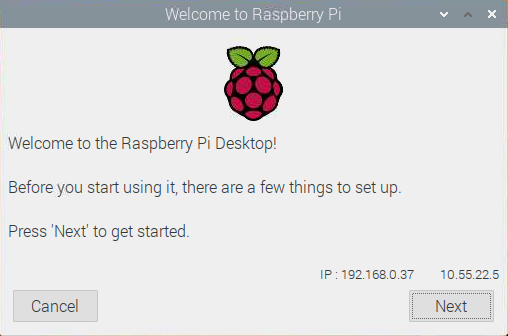 Welcome to Raspberry Pi
Welcome to the Raspberry Pi Desktop!
Before you start using it, there are a few things to set up.
Press 'Next' to get started.
IP : 192.168.0.37 10.55.22.5
Cancel Next